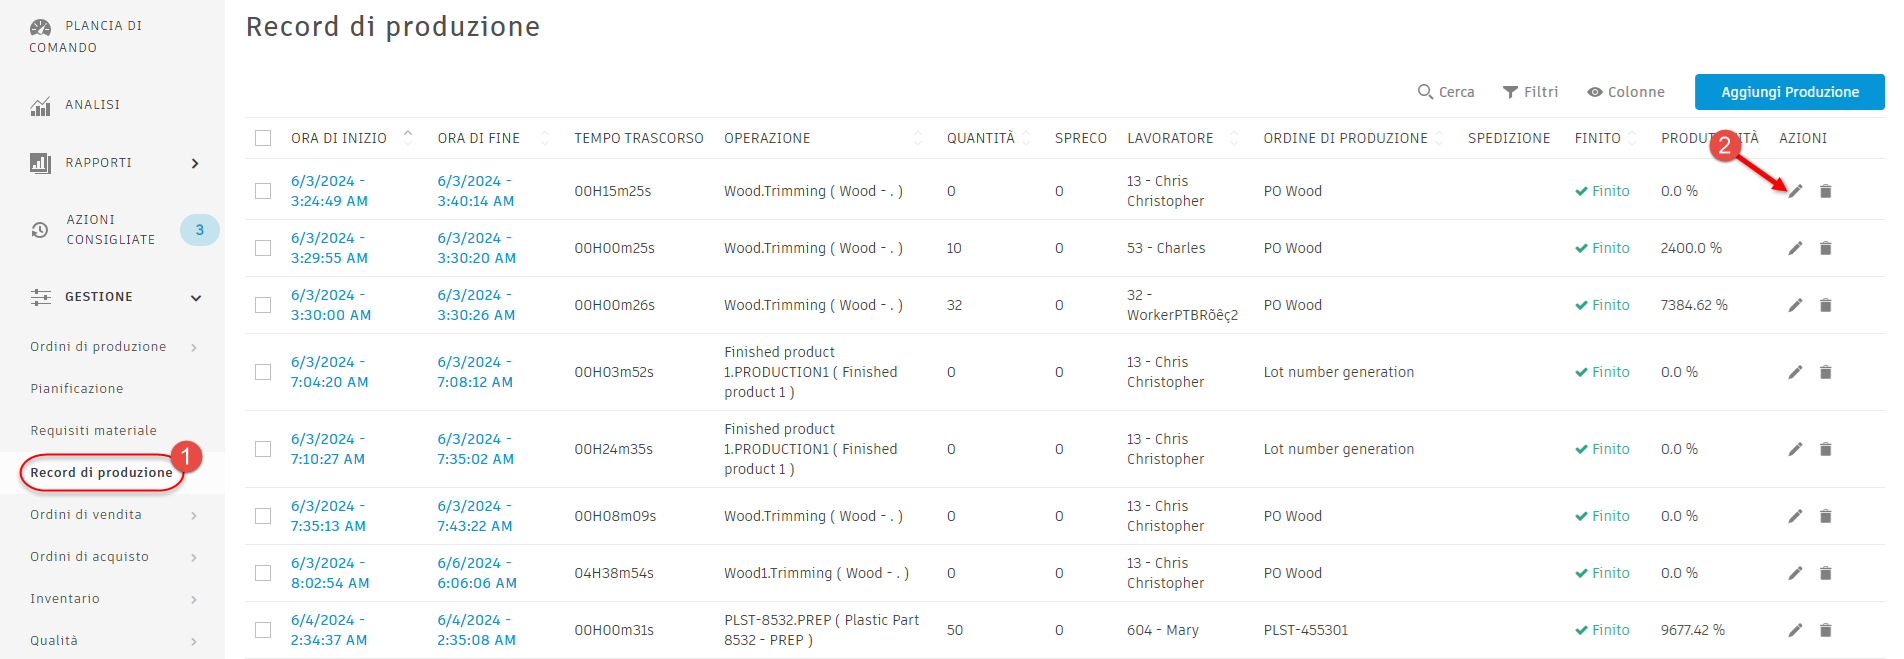 PLANCIA DI
COMANDO
ANALISI
RAPPORTI
AZIONI
CONSIGLIATE
3
GESTIONE
Ordini di produzione
Pianificazione
Requisiti materiale
Record di produzione
1
Ordini di vendita
Ordini di acquisto
Inventario
Qualità
Record di produzione
Cerca Filtri Colonne Aggiungi Produzione
ORA DI INIZIO ORA DI FINE TEMPO TRASCORSO OPERAZIONE QUANTITÀ SPRECO LAVORATORE ORDINE DI PRODUZIONE SPEDIZIONE FINITO AZIONI
2
6/3/2024 - 6/3/2024 - 13 - Chris
00H15m25s Wood.Trimming ( Wood - . ) 0 0 PO Wood Finito 0.0 %
3:24:49 AM 3:40:14 AM Christopher
6/3/2024 - 6/3/2024 -
00H00m25s Wood.Trimming ( Wood - . ) 10 0 53 - Charles PO Wood Finito 2400.0 %
3:29:55 AM 3:30:20 AM
6/3/2024 - 6/3/2024 - 32 -
00H00m26s Wood.Trimming ( Wood - . ) 32 0 PO Wood Finito 7384.62 %
3:30:00 AM 3:30:26 AM WorkerPTBRõêç2
Finished product
6/3/2024 - 6/3/2024 - 13 - Chris
00H03m52s 1.PRODUCTION1 ( Finished 0 0 Lot number generation Finito 0.0 %
7:04:20 AM 7:08:12 AM Christopher
product 1 )
Finished product
6/3/2024 - 6/3/2024 - 13 - Chris
00H24m35s 1.PRODUCTION1 ( Finished 0 0 Lot number generation Finito 0.0 %
7:10:27 AM 7:35:02 AM Christopher
product 1 )
6/3/2024 - 6/3/2024 - 13 - Chris
00H08m09s Wood.Trimming ( Wood - . ) 0 0 PO Wood Finito 0.0 %
7:35:13 AM 7:43:22 AM Christopher
6/3/2024 - 6/6/2024 - 13 - Chris
04H38m54s Wood1.Trimming ( Wood - . ) 0 0 PO Wood Finito 0.0 %
8:02:54 AM 6:06:06 AM Christopher
6/4/2024 - 6/4/2024 - PLST-8532.PREP ( Plastic Part
00H00m31s 50 0 604 - Mary PLST-455301 Finito 9677.42 %
2:34:37 AM 2:35:08 AM 8532 - PREP )